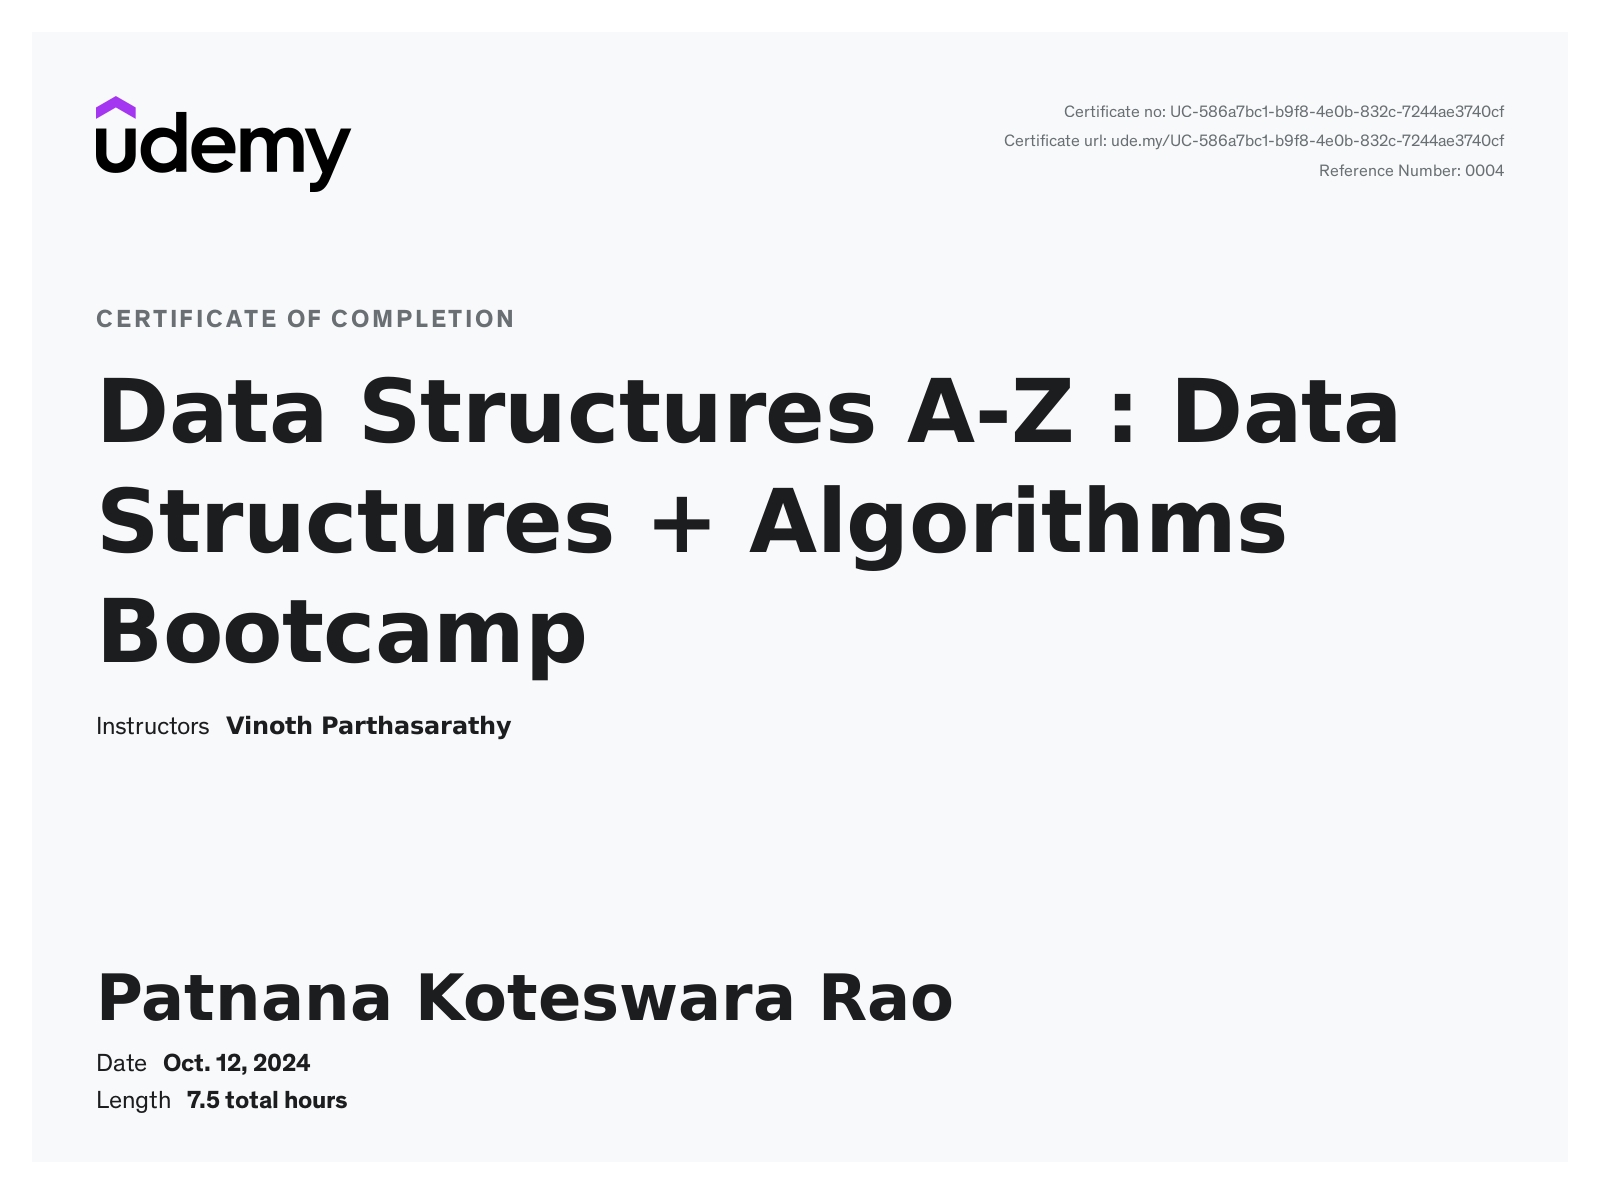 udemy
Certificate no: UC-586a7bc1-b9f8-4e0b-832c-7244ae3740cf
Certificate url: ude.my/UC-586a7bc1-b9f8-4e0b-832c-7244ae3740cf
Reference Number: 0004
CERTIFICATE OF COMPLETION
Data Structures A-Z : Data
Structures + Algorithms
Bootcamp
Instructors Vinoth Parthasarathy
Patnana Koteswara Rao
Date Oct. 12, 2024
Length 7.5 total hours